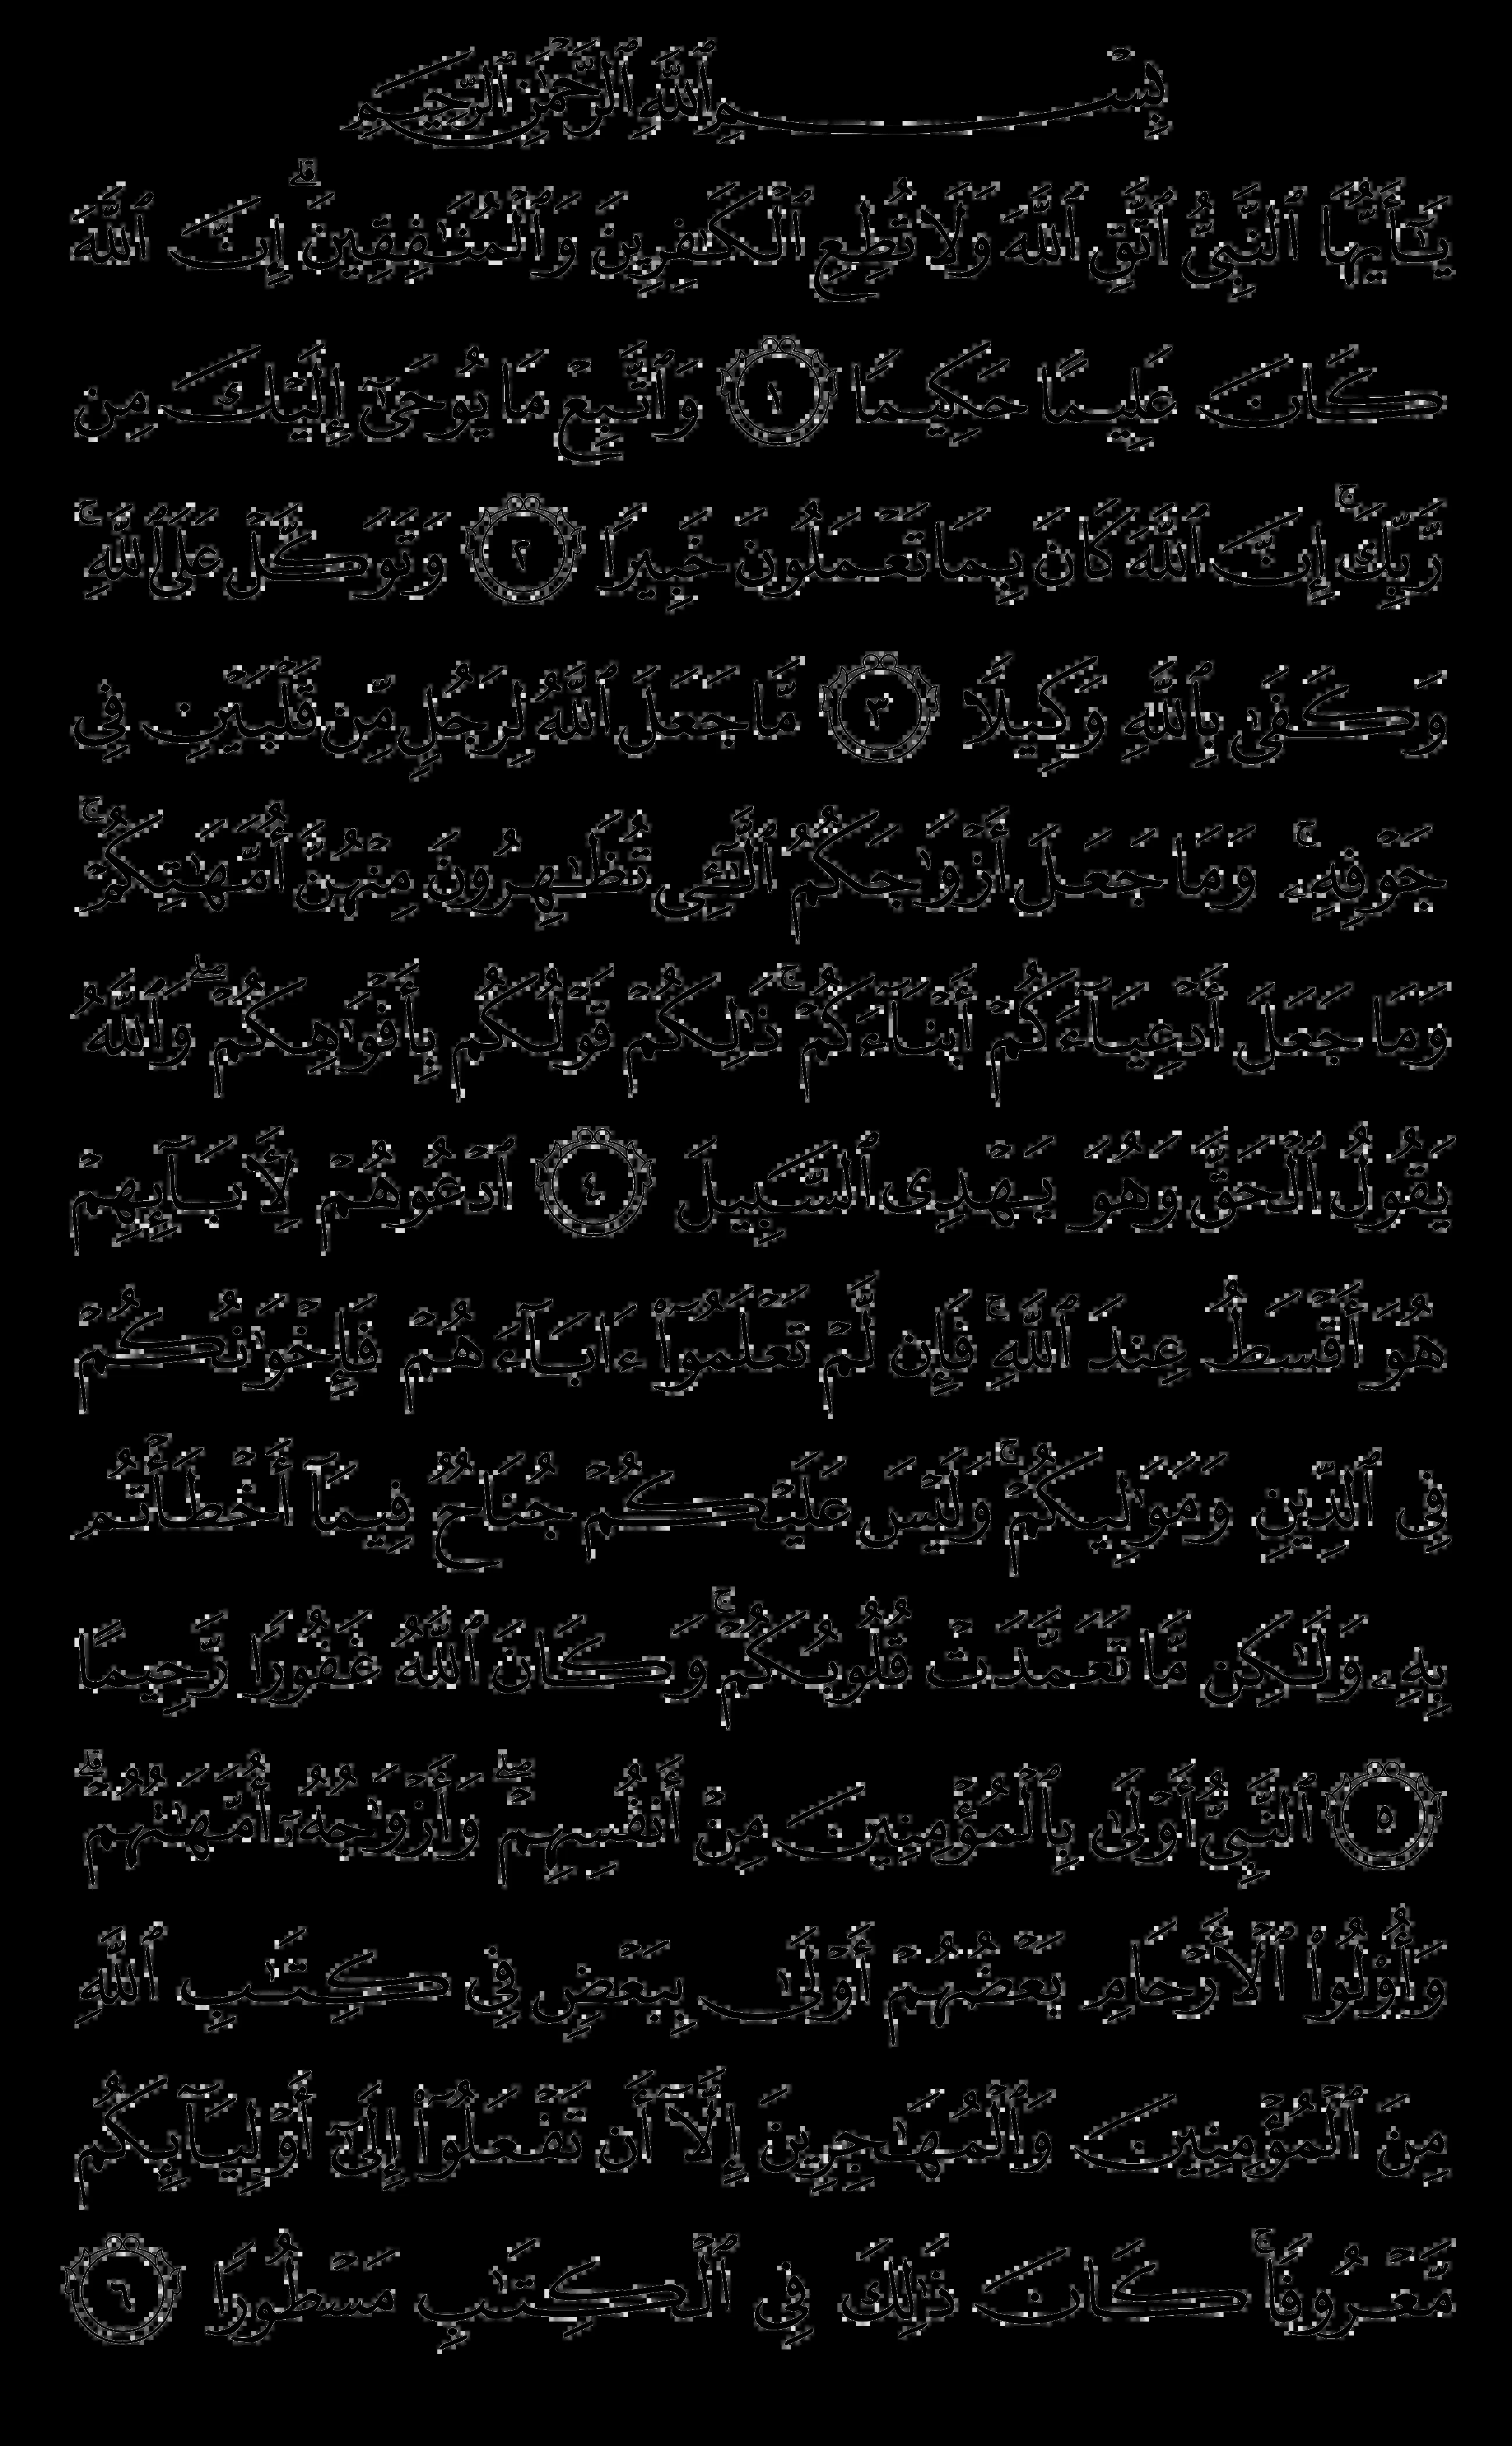 بِسْمِ ٱللَّهِ ٱلرَّحْمَٰنِ ٱلرَّحِيمِ
يَٰٓأَيُّهَا ٱلنَّبِىُّ ٱتَّقِ ٱللَّهَ وَلَا تُطِعِ ٱلْكَٰفِرِينَ وَٱلْمُنَٰفِقِينَ ۗ إِنَّ ٱللَّهَ
كَانَ عَلِيمًا حَكِيمًا ١ وَٱتَّبِعْ مَا يُوحَىٰٓ إِلَيْكَ مِن
رَّبِّكَ ۚ إِنَّ ٱللَّهَ كَانَ بِمَا تَعْمَلُونَ خَبِيرًا ٢ وَتَوَكَّلْ عَلَى ٱللَّهِ ۚ
وَكَفَىٰ بِٱللَّهِ وَكِيلًا ٣ مَّا جَعَلَ ٱللَّهُ لِرَجُلٍ مِّن قَلْبَيْنِ فِى
جَوْفِهِۦ ۚ وَمَا جَعَلَ أَزْوَٰجَكُمُ ٱلَّٰٓـِٔى تُظَٰهِرُونَ مِنْهُنَّ أُمَّهَٰتِكُمْ ۚ
وَمَا جَعَلَ أَدْعِيَآءَكُمْ أَبْنَآءَكُمْ ۚ ذَٰلِكُمْ قَوْلُكُم بِأَفْوَٰهِكُمْ ۖ وَٱللَّهُ
يَقُولُ ٱلْحَقَّ وَهُوَ يَهْدِى ٱلسَّبِيلَ ٤ ٱدْعُوهُمْ لِءَابَآئِهِمْ
هُوَ أَقْسَطُ عِندَ ٱللَّهِ ۚ فَإِن لَّمْ تَعْلَمُوٓا۟ ءَابَآءَهُمْ فَإِخْوَٰنُكُمْ
فِى ٱلدِّينِ وَمَوَٰلِيكُمْ ۚ وَلَيْسَ عَلَيْكُمْ جُنَاحٌ فِيمَآ أَخْطَأْتُم
بِهِۦ وَلَٰكِن مَّا تَعَمَّدَتْ قُلُوبُكُمْ ۚ وَكَانَ ٱللَّهُ غَفُورًا رَّحِيمًا
٥ ٱلنَّبِىُّ أَوْلَىٰ بِٱلْمُؤْمِنِينَ مِنْ أَنفُسِهِمْ ۖ وَأَزْوَٰجُهُۥٓ أُمَّهَٰتُهُمْ ۗ
وَأُو۟لُوا۟ ٱلْأَرْحَامِ بَعْضُهُمْ أَوْلَىٰ بِبَعْضٍ فِى كِتَٰبِ ٱللَّهِ
مِنَ ٱلْمُؤْمِنِينَ وَٱلْمُهَٰجِرِينَ إِلَّآ أَن تَفْعَلُوٓا۟ إِلَىٰٓ أَوْلِيَآئِكُم
مَّعْرُوفًا ۚ كَانَ ذَٰلِكَ فِى ٱلْكِتَٰبِ مَسْطُورًا ٦